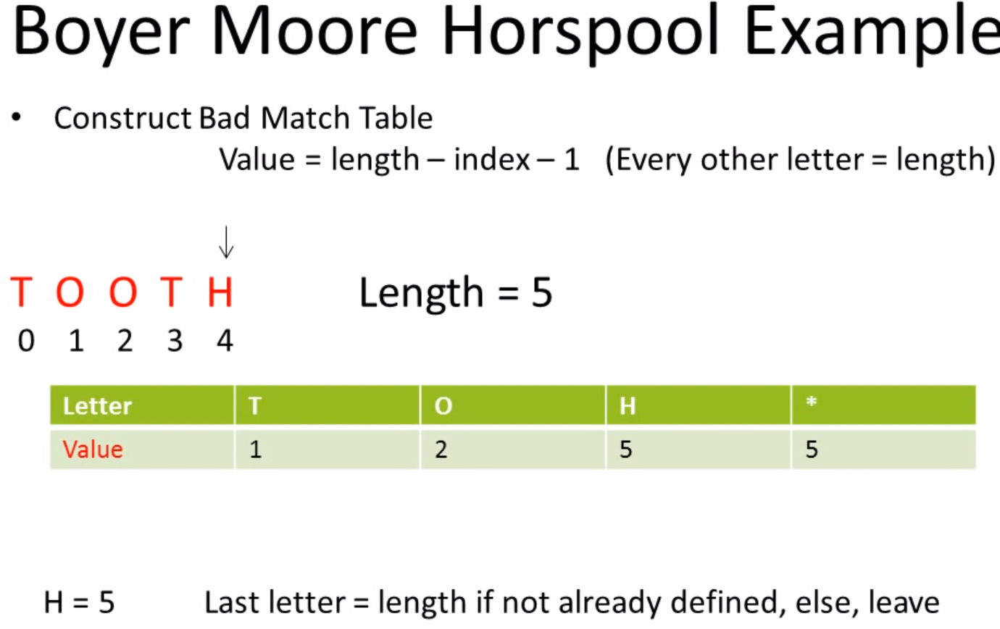 Boyer Moore Horspool Example
• Construct Bad Match Table
Value = length – index – 1 (Every other letter = length)
T O O T H
Length = 5
0 1 2 3 4
Letter T O H *
Value 1 2 5 5
H = 5 Last letter = length if not already defined, else, leave